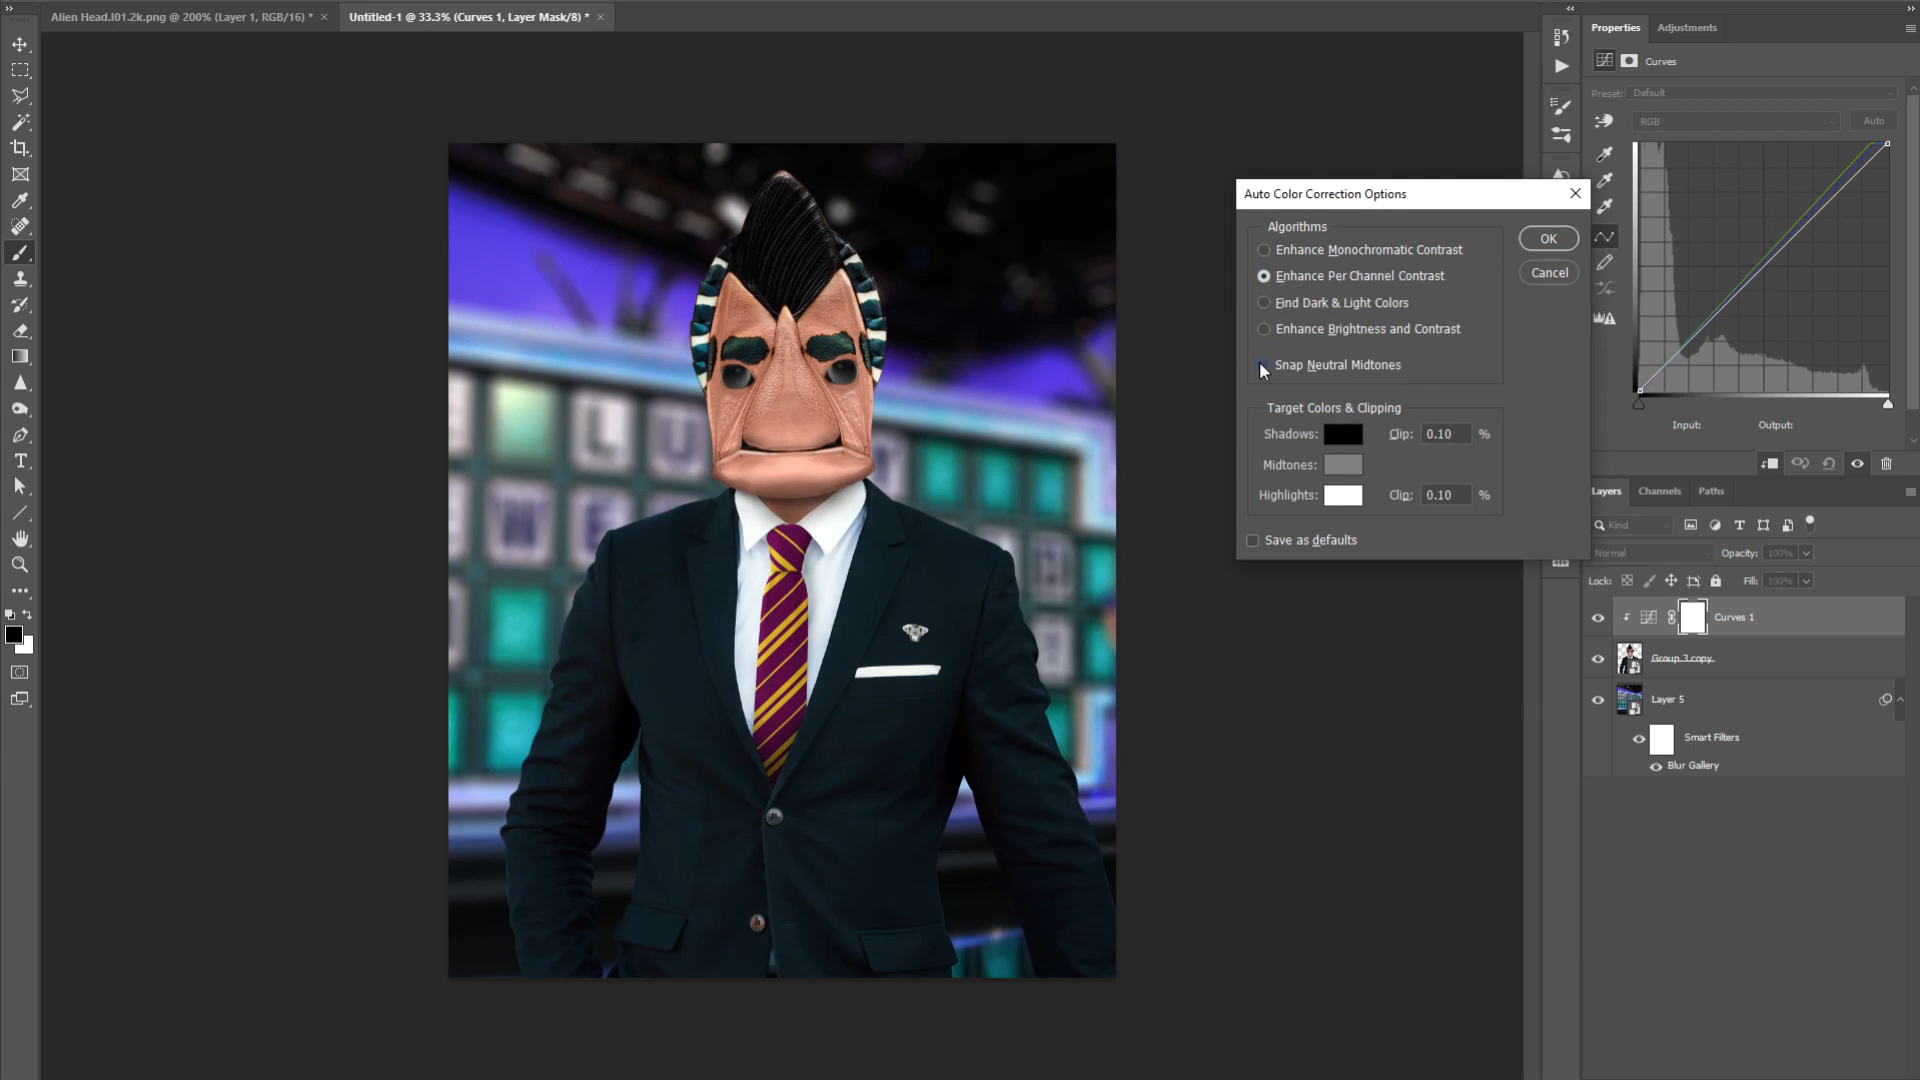 Alien Head.l01.2k.png @ 200% (Layer 1, RGB/16) *
Untitled-1 @ 33.3% (Curves 1, Layer Mask/8) *
Properties
Adjustments
Curves
Preset: Default
RGB
Auto
Auto Color Correction Options
Algorithms
Enhance Monochromatic Contrast
OK
Enhance Per Channel Contrast
Cancel
Find Dark & Light Colors
Enhance Brightness and Contrast
Snap Neutral Midtones
Target Colors & Clipping
Shadows:
Clip: 0.10 %
Midtones:
Highlights:
Clip: 0.10 %
Save as defaults
Input:
Output:
Layers
Channels
Paths
Kind
Normal
Opacity: 100%
Lock:
Fill: 100%
Curves 1
Group 3 copy
Layer 5
Smart Filters
Blur Gallery
L U
W E